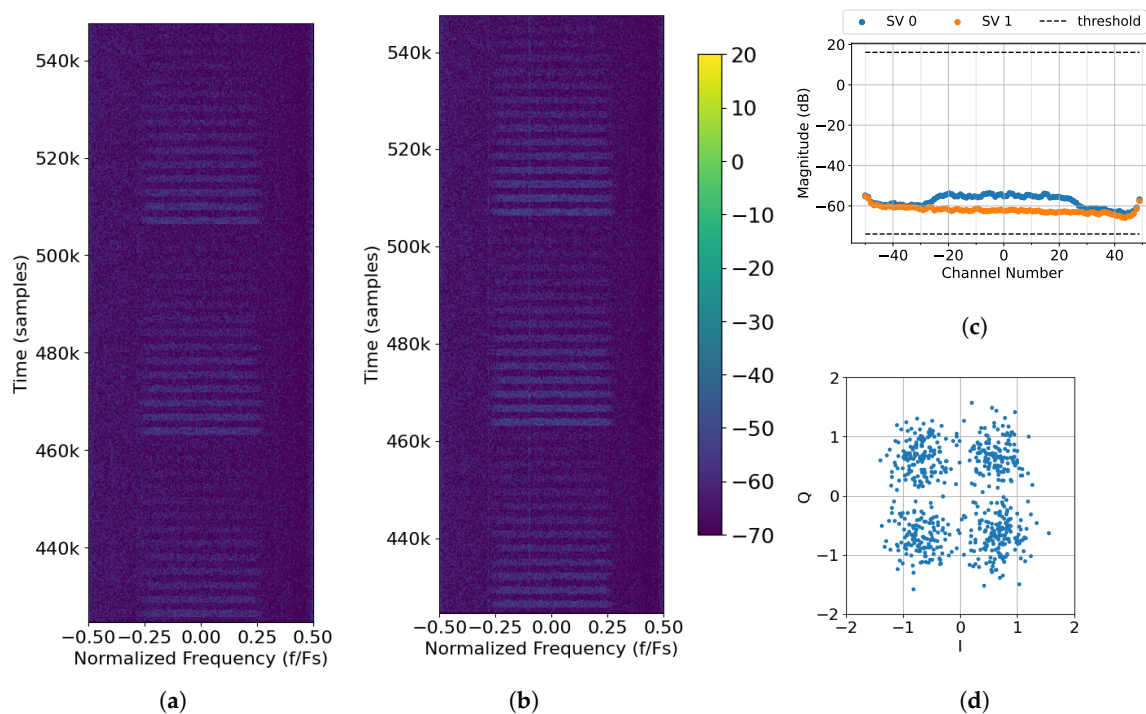 540k
520k
500k
480k
460k
440k
Time (samples)
−0.50 −0.25 0.00 0.25 0.50
Normalized Frequency (f/Fs)
(a)
540k
520k
500k
480k
460k
440k
Time (samples)
−0.50 −0.25 0.00 0.25 0.50
Normalized Frequency (f/Fs)
(b)
20
10
0
−10
−20
−30
−40
−50
−60
−70
SV 0 SV 1 threshold
20
0
−20
−40
−60
Magnitude (dB)
−40 −20 0 20 40
Channel Number
(c)
2
1
0
−1
−2
Q
−2 −1 0 1 2
I
(d)